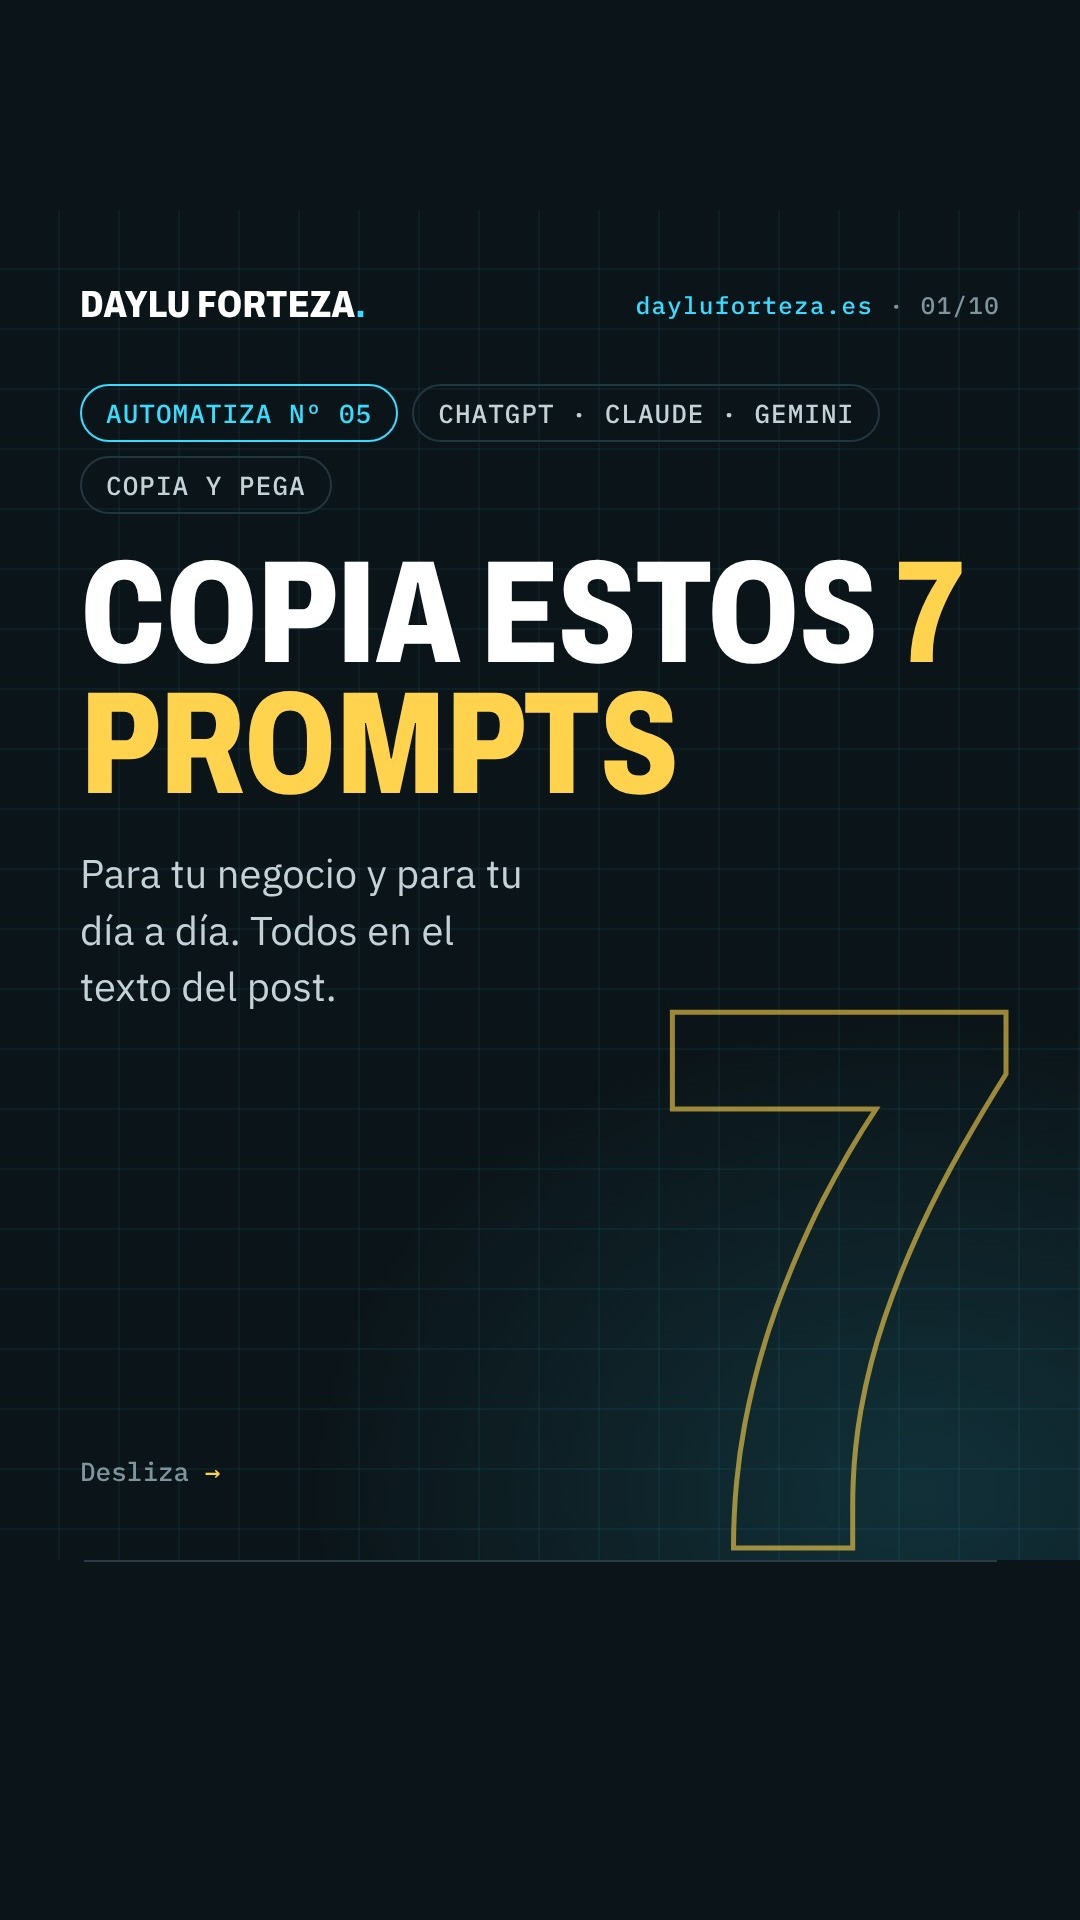 DAYLU FORTEZA.
dayluforteza.es · 01/10
AUTOMATIZA Nº 05
CHATGPT · CLAUDE · GEMINI
COPIA Y PEGA
COPIA ESTOS 7
PROMPTS
Para tu negocio y para tu
día a día. Todos en el
texto del post.
7
Desliza →